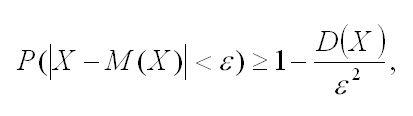 P(|X − M(X)| < ε) ≥ 1 − D(X)/ε²,